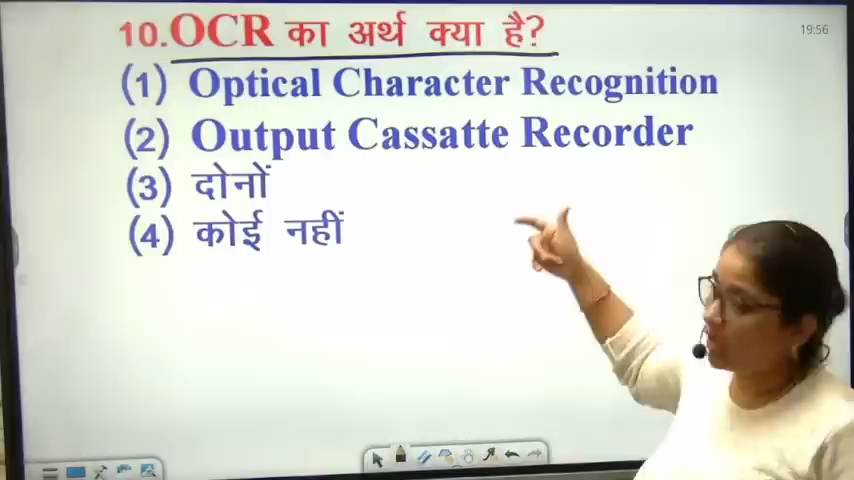 19:56
10.OCR का अर्थ क्या है?
(1) Optical Character Recognition
(2) Output Cassatte Recorder
(3) दोनों
(4) कोई नहीं